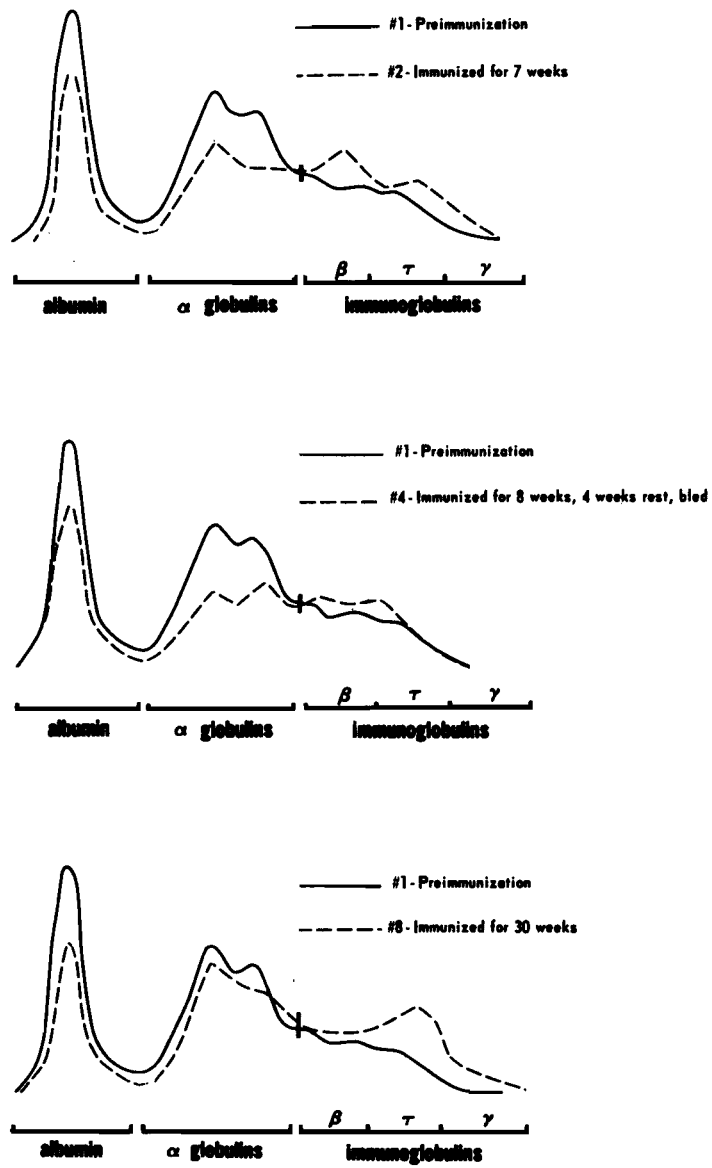 #1- Preimmunization
#2- Immunized for 7 weeks
β τ γ
albumin α globulins immunoglobulins
#1- Preimmunization
#4- Immunized for 8 weeks, 4 weeks rest, bled
β τ γ
albumin α globulins immunoglobulins
#1- Preimmunization
#8- Immunized for 30 weeks
β τ γ
albumin α globulins immunoglobulins